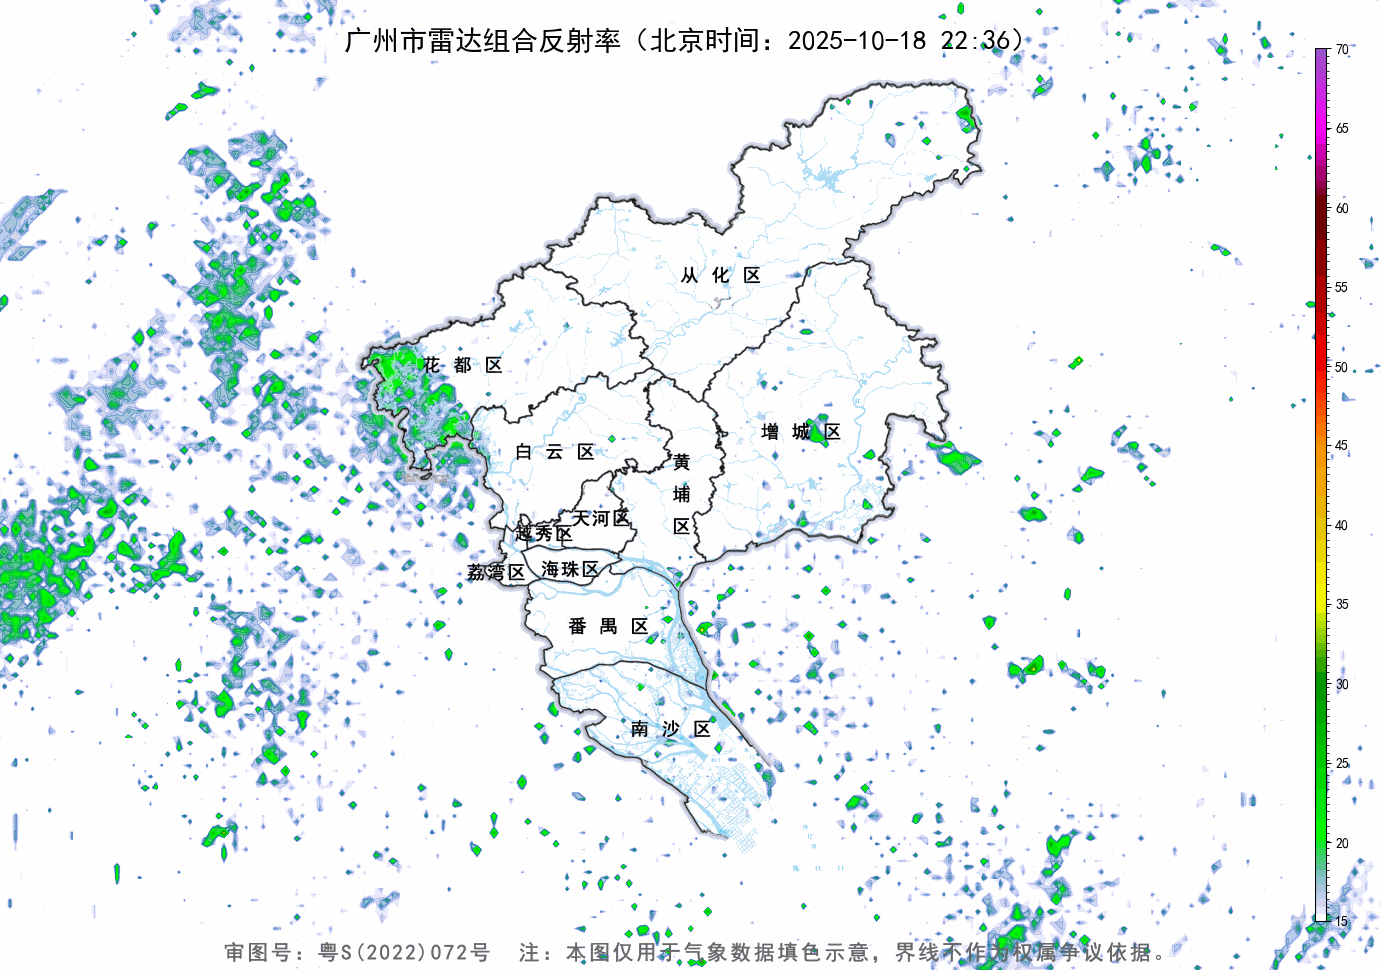 广州市雷达组合反射率（北京时间：2025-10-18 22:36）
70
65
60
55
50
45
40
35
30
25
20
15
从化区
花都区
增城区
白云区
黄埔区
天河区
越秀区
海珠区
荔湾区
番禺区
南沙区
审图号：粤S(2022)072号 注：本图仅用于气象数据填色示意，界线不作为权属争议依据。